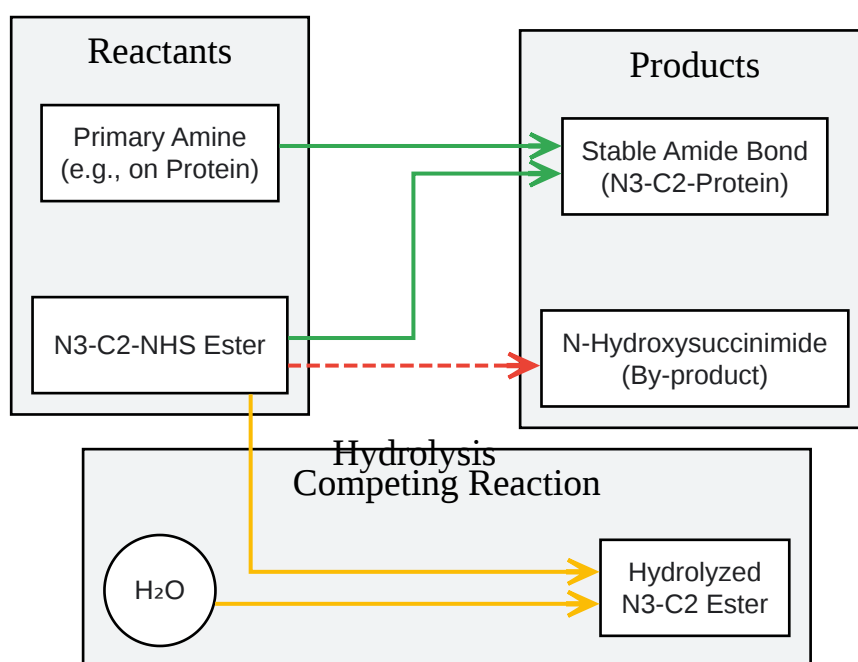 Reactants
Primary Amine
(e.g., on Protein)
N3-C2-NHS Ester
Products
Stable Amide Bond
(N3-C2-Protein)
N-Hydroxysuccinimide
(By-product)
Hydrolysis
Competing Reaction
H₂O
Hydrolyzed
N3-C2 Ester